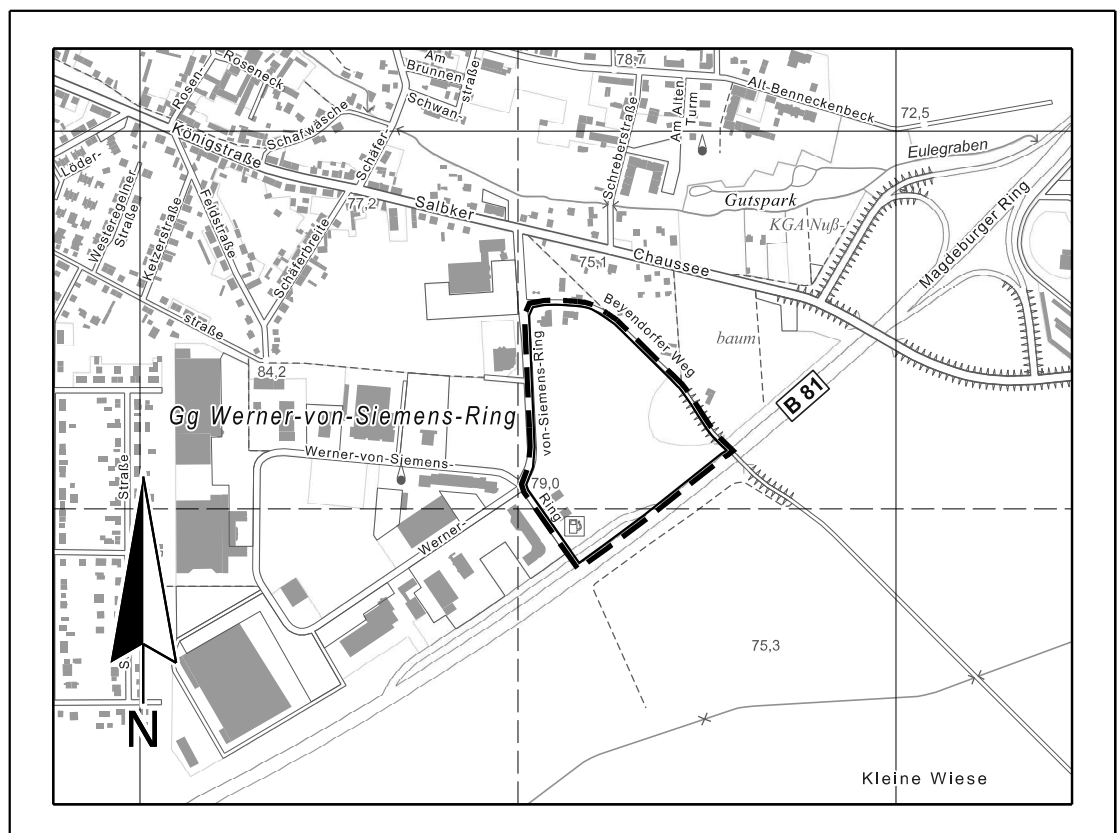 Roseneck
Rosen-
Am
Brunnen
Schwan-
straße
78,7
Am Alten
Turm
Alt-Benneckenbeck
72,5
Königstraße
Schafwäsche
Schäfer-
Löder-
Schreberstraße
Eulegraben
Westeregelner
Straße
Ketzerstraße
Feldstraße
77,2
Salbker
Gutspark
KGA Nuß-
Schäferbreite
75,1
Chaussee
Magdeburger Ring
Beyendorfer Weg
baum
straße
84,2
von-Siemens-Ring
B 81
Gg Werner-von-Siemens-Ring
Werner-von-Siemens-
79,0
Ring
Straße
Werner-
75,3
S
N
Kleine Wiese